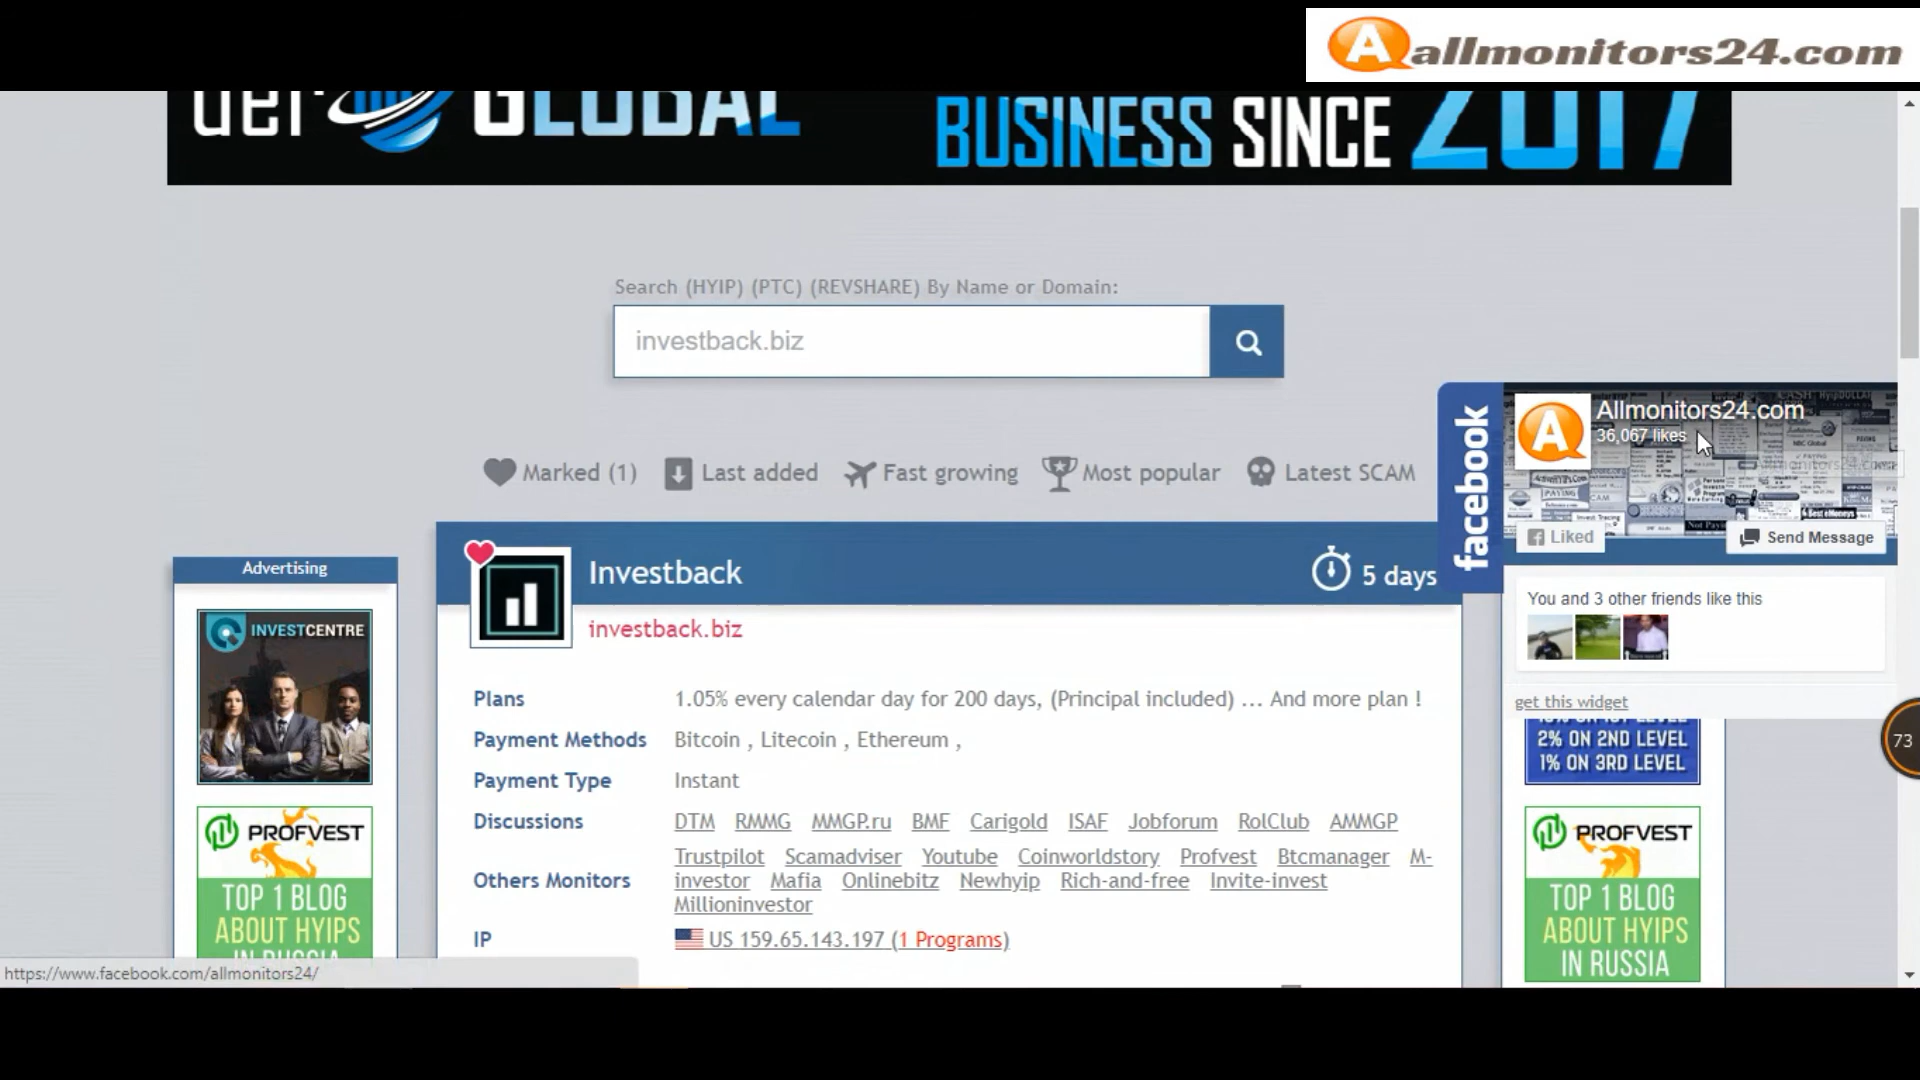 allmonitors24.com
GLOBAL
BUSINESS SINCE 2017
Search (HYIP) (PTC) (REVSHARE) By Name or Domain:
investback.biz
Marked (1)
Last added
Fast growing
Most popular
Latest SCAM
facebook
Allmonitors24.com
36,067 likes
Liked
Send Message
You and 3 other friends like this
get this widget
Advertising
INVESTCENTRE
PROFVEST
TOP 1 BLOG
ABOUT HYIPS
IN RUSSIA
Investback
5 days
investback.biz
Plans 1.05% every calendar day for 200 days, (Principal included) ... And more plan !
Payment Methods Bitcoin , Litecoin , Ethereum ,
Payment Type Instant
Discussions DTM RMMG MMGP.ru BMF Carigold ISAF Jobforum RolClub AMMGP
Others Monitors Trustpilot Scamadviser Youtube Coinworldstory Profvest Btcmanager M-
investor Mafia Onlinebitz Newhyip Rich-and-free Invite-invest
Millioninvestor
IP US 159.65.143.197 (1 Programs)
2% ON 2ND LEVEL
1% ON 3RD LEVEL
73
PROFVEST
TOP 1 BLOG
ABOUT HYIPS
IN RUSSIA
https://www.facebook.com/allmonitors24/